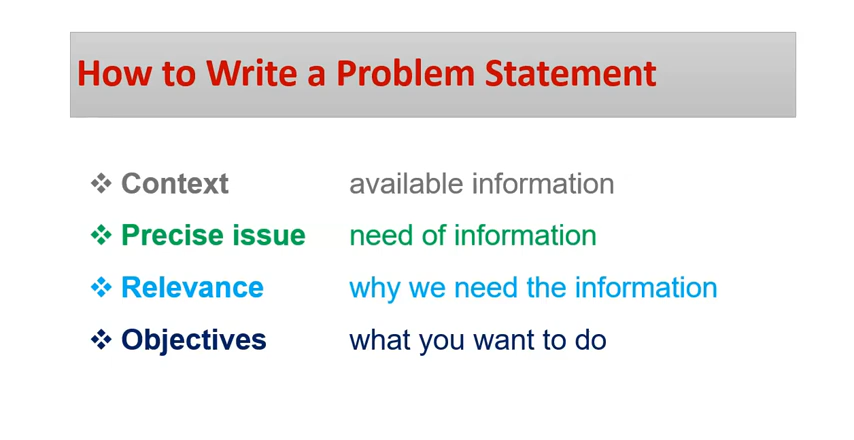 How to Write a Problem Statement
❖ Context available information
❖ Precise issue need of information
❖ Relevance why we need the information
❖ Objectives what you want to do